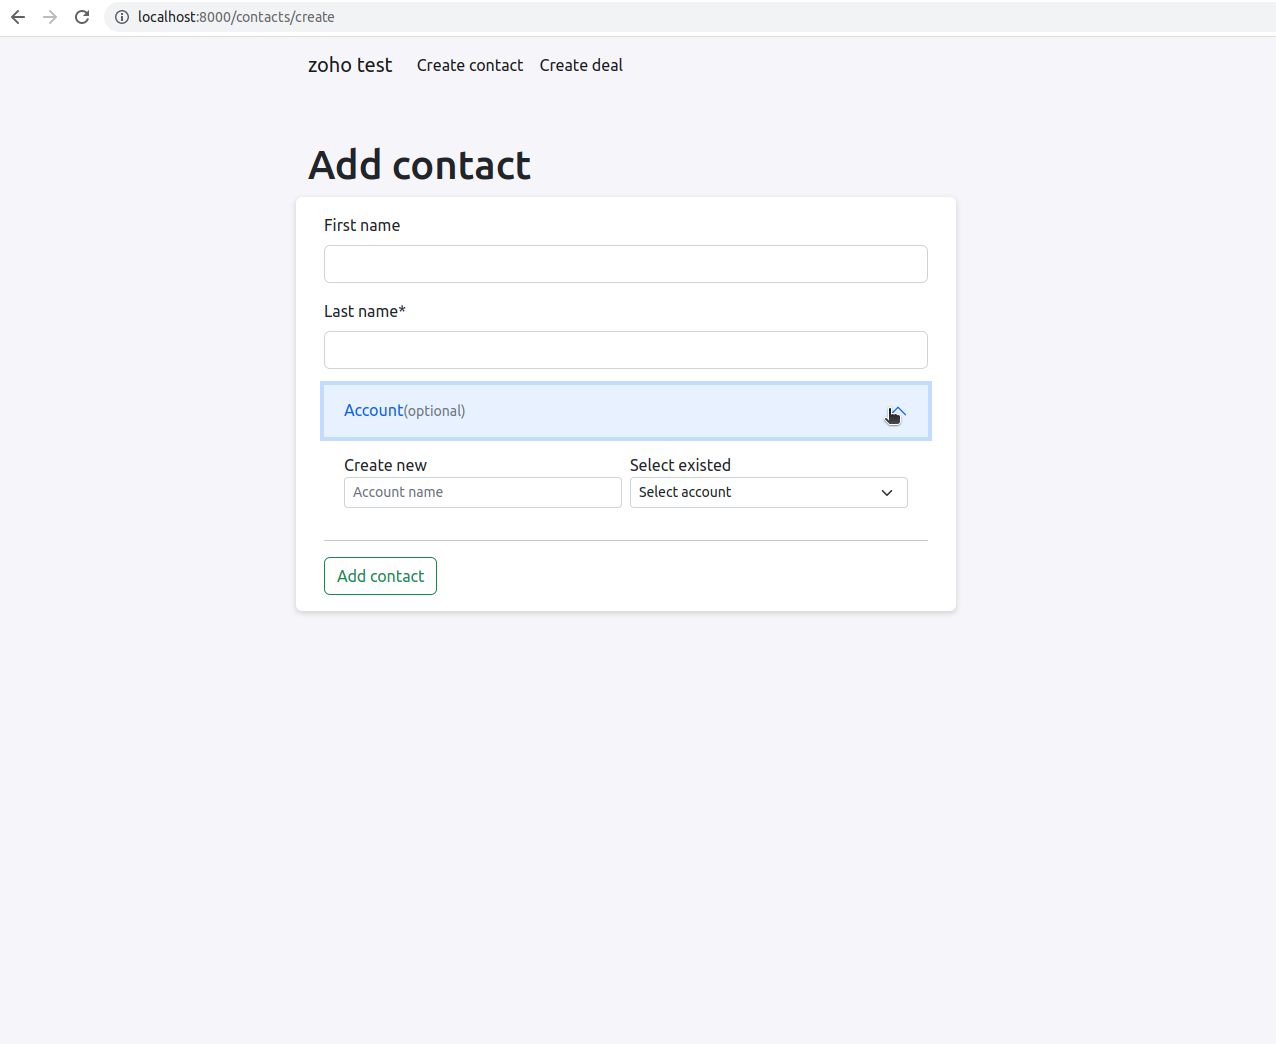 localhost:8000/contacts/create
zoho test Create contact Create deal
Add contact
First name
Last name*
Account(optional)
Create new Select existed
Account name Select account
Add contact